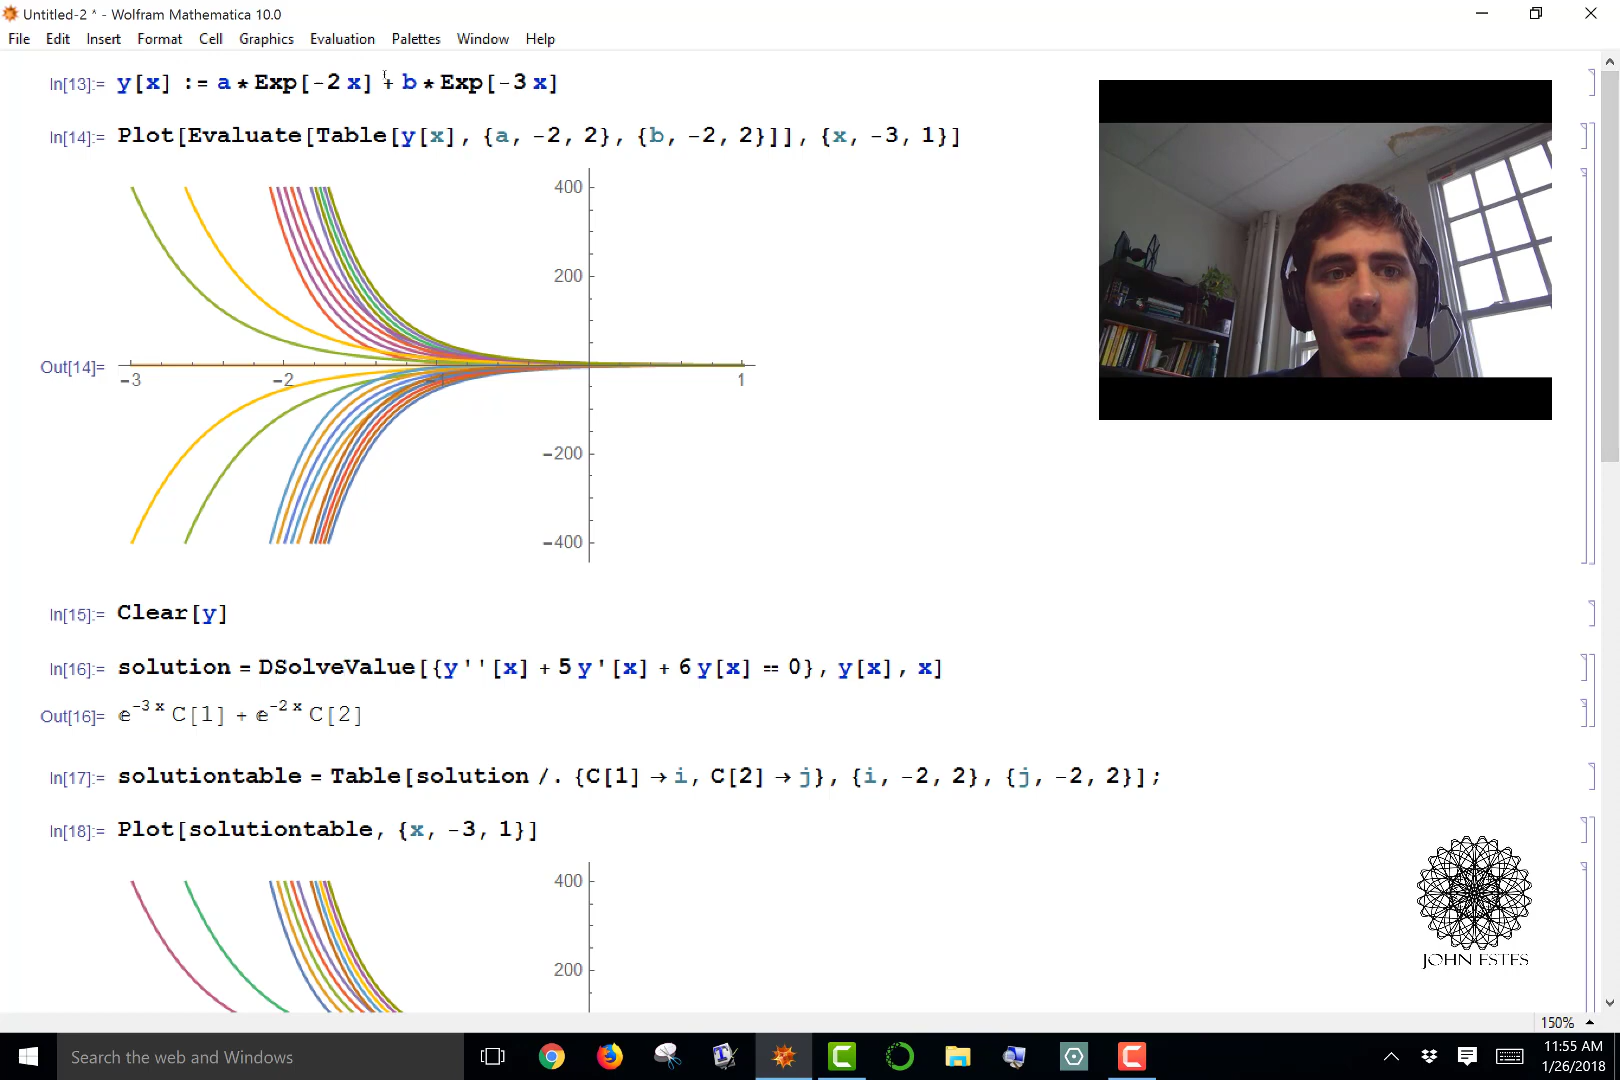 Untitled-2 * - Wolfram Mathematica 10.0
File Edit Insert Format Cell Graphics Evaluation Palettes Window Help
In[13]:= y[x] := a * Exp[-2 x] + b * Exp[-3 x]
In[14]:= Plot[Evaluate[Table[y[x], {a, -2, 2}, {b, -2, 2}]], {x, -3, 1}]
400
200
Out[14]=
-3 -2 -1 1
-200
-400
In[15]:= Clear[y]
In[16]:= solution = DSolveValue[{y''[x] + 5 y'[x] + 6 y[x] == 0}, y[x], x]
Out[16]= e^-3 x C[1] + e^-2 x C[2]
In[17]:= solutiontable = Table[solution /. {C[1] → i, C[2] → j}, {i, -2, 2}, {j, -2, 2}];
In[18]:= Plot[solutiontable, {x, -3, 1}]
400
200
JOHN ESTES
150%
Search the web and Windows
11:55 AM
1/26/2018